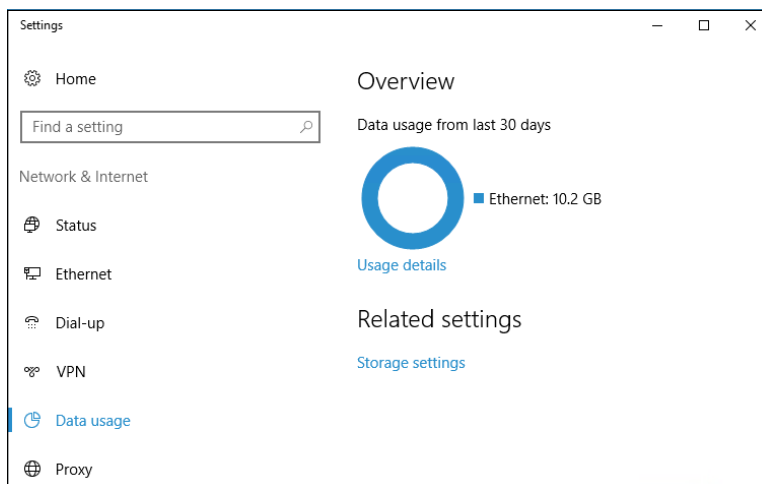 Settings
Home
Find a setting
Network & Internet
Status
Ethernet
Dial-up
VPN
Data usage
Proxy
Overview
Data usage from last 30 days
Ethernet: 10.2 GB
Usage details
Related settings
Storage settings